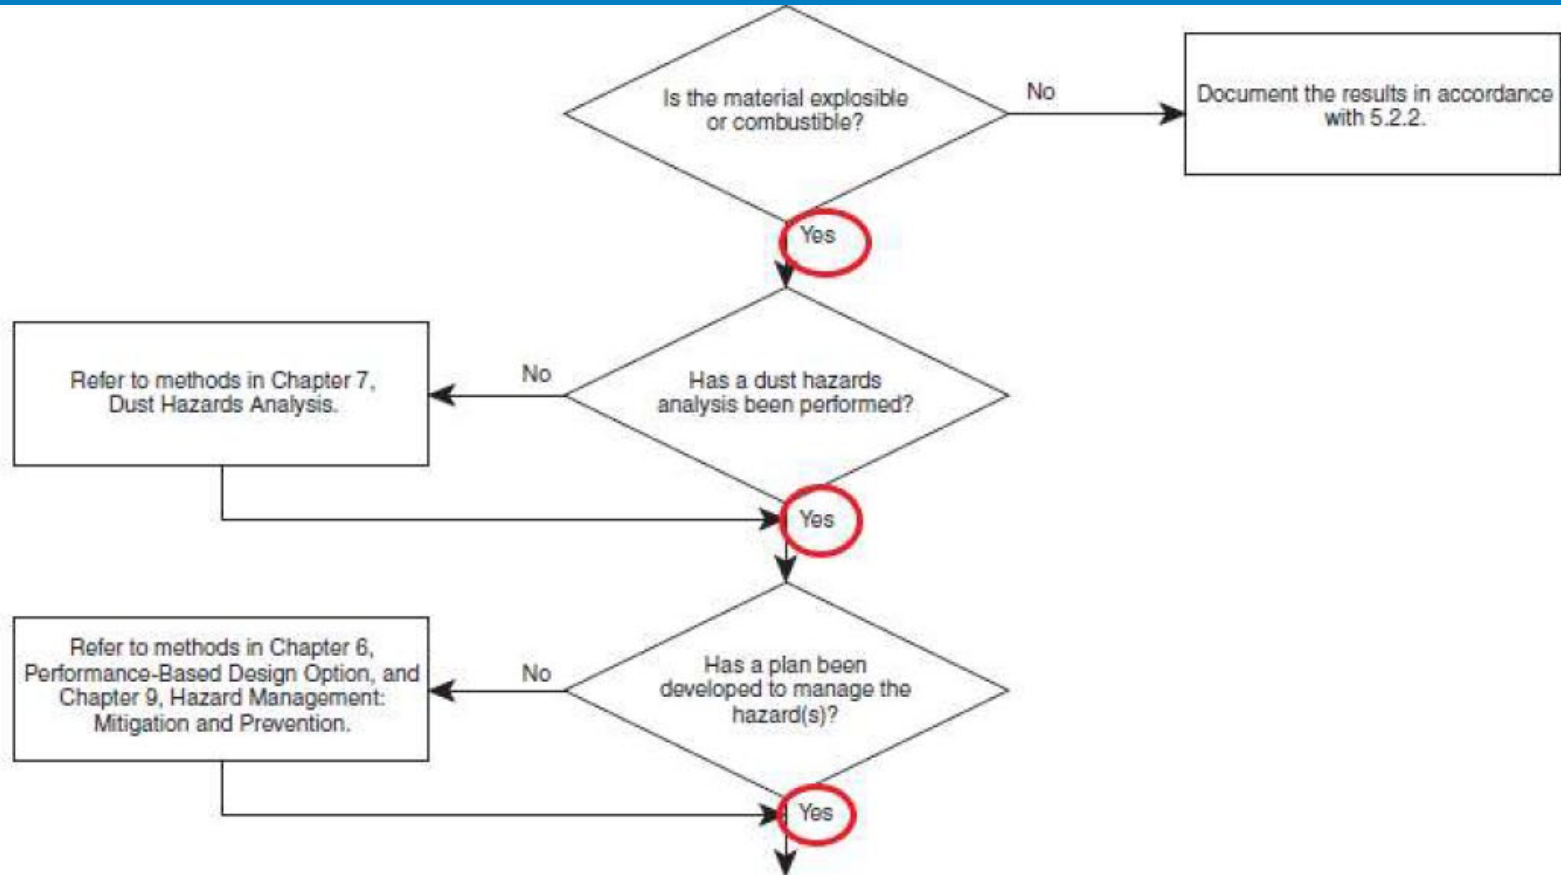 Is the material explosible
or combustible?
No
Document the results in accordance
with 5.2.2.
Yes
Refer to methods in Chapter 7,
Dust Hazards Analysis.
No
Has a dust hazards
analysis been performed?
Yes
Refer to methods in Chapter 6,
Performance-Based Design Option, and
Chapter 9, Hazard Management:
Mitigation and Prevention.
No
Has a plan been
developed to manage the
hazard(s)?
Yes